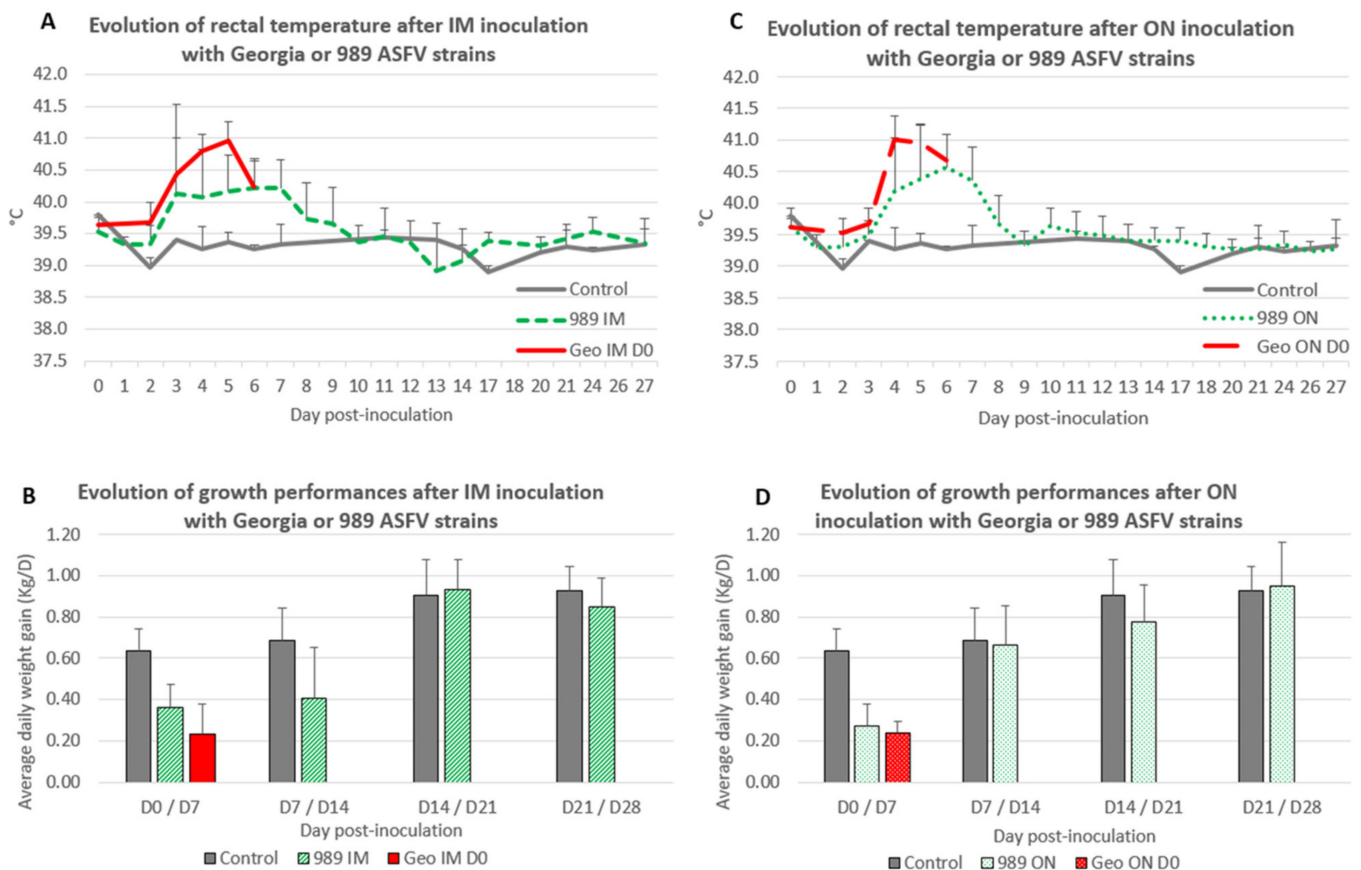 A Evolution of rectal temperature after IM inoculation
with Georgia or 989 ASFV strains
42.0
41.5
41.0
40.5
40.0
39.5
39.0
38.5
38.0
37.5
°C
0 1 2 3 4 5 6 7 8 9 10 11 12 13 14 17 18 20 21 24 26 27
Day post-inoculation
Control
989 IM
Geo IM D0
C Evolution of rectal temperature after ON inoculation
with Georgia or 989 ASFV strains
42.0
41.5
41.0
40.5
40.0
39.5
39.0
38.5
38.0
37.5
°C
0 1 2 3 4 5 6 7 8 9 10 11 12 13 14 17 18 20 21 24 26 27
Day post-inoculation
Control
989 ON
Geo ON D0
B Evolution of growth performances after IM inoculation
with Georgia or 989 ASFV strains
Average daily weight gain (Kg/D)
1.20
1.00
0.80
0.60
0.40
0.20
0.00
D0 / D7 D7 / D14 D14 / D21 D21 / D28
Day post-inoculation
Control 989 IM Geo IM D0
D Evolution of growth performances after ON
inoculation with Georgia or 989 ASFV strains
Average daily weight gain (Kg/D)
1.20
1.00
0.80
0.60
0.40
0.20
0.00
D0 / D7 D7 / D14 D14 / D21 D21 / D28
Day post-inoculation
Control 989 ON Geo ON D0